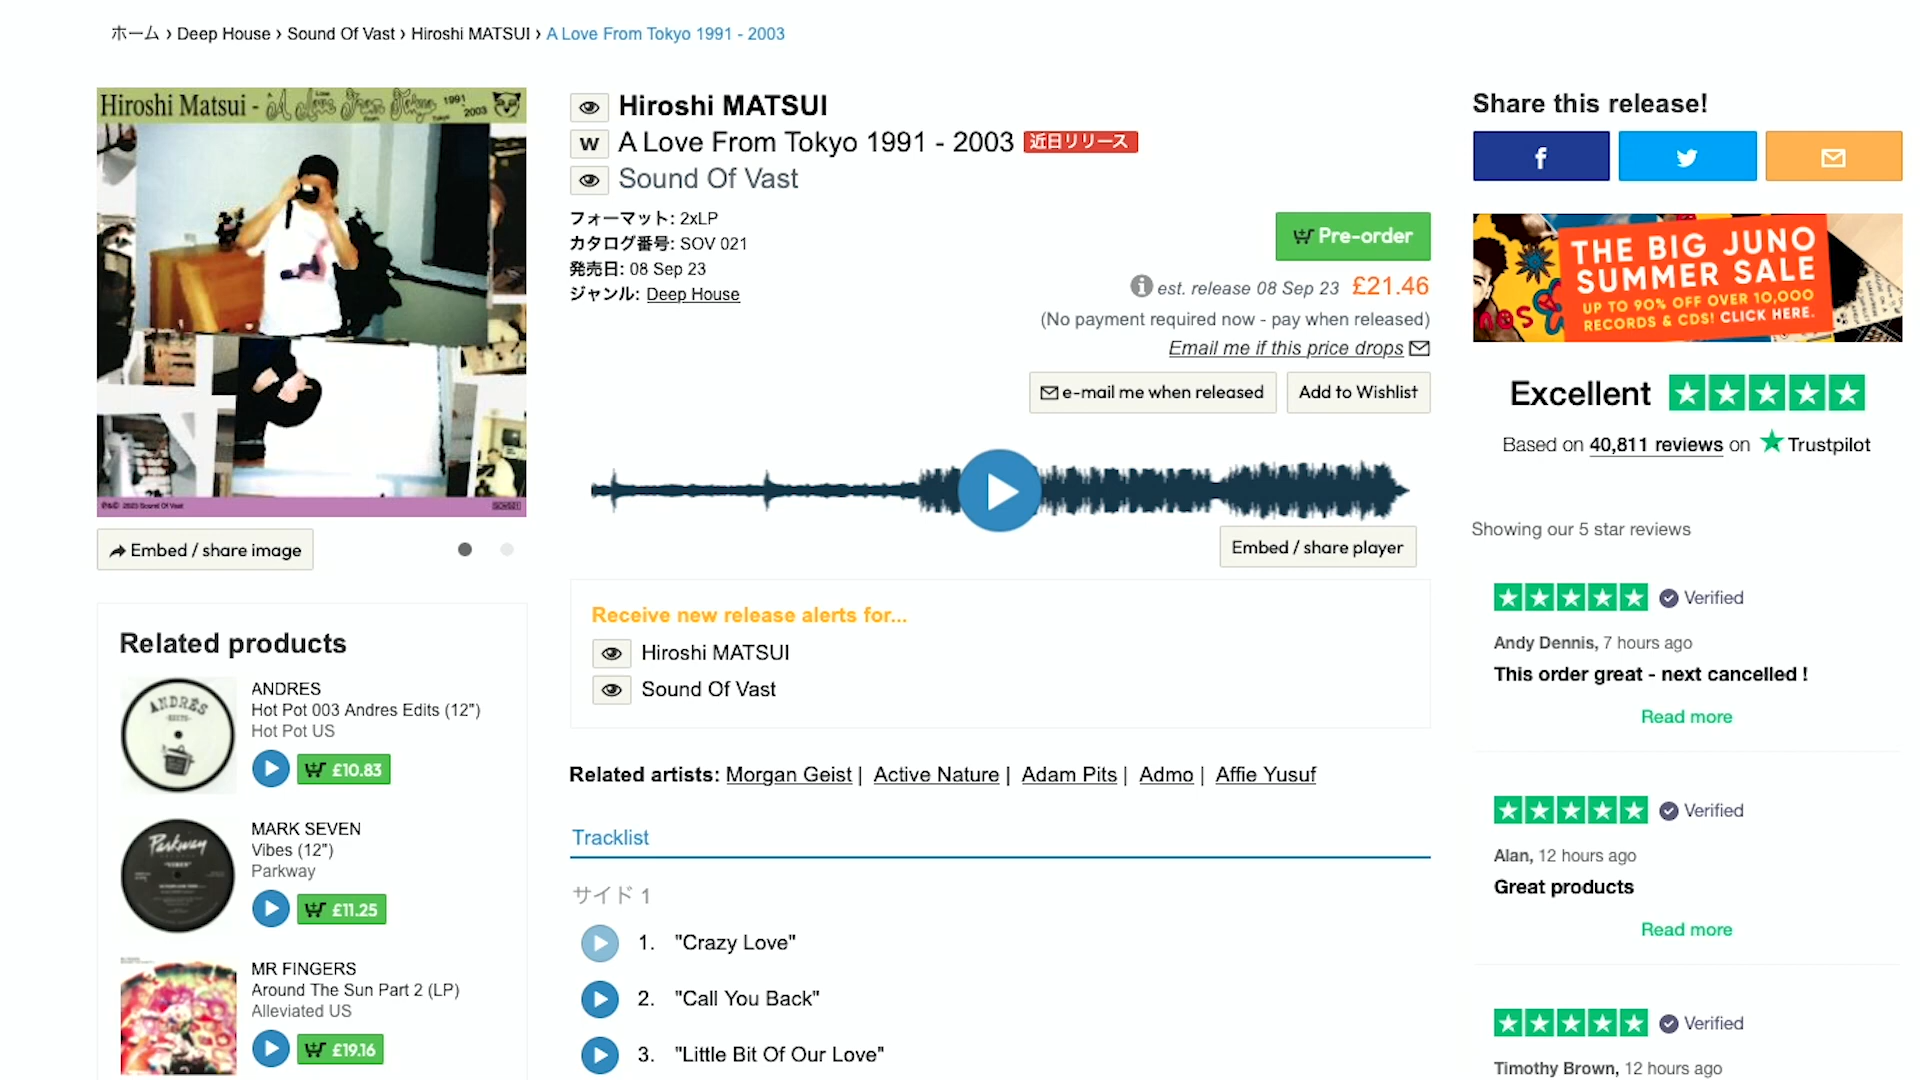 ホーム › Deep House › Sound Of Vast › Hiroshi MATSUI › A Love From Tokyo 1991 - 2003
Hiroshi Matsui - A Love From Tokyo 1991 2003
Hiroshi MATSUI
W A Love From Tokyo 1991 - 2003 近日リリース
Sound Of Vast
フォーマット: 2xLP
カタログ番号: SOV 021
発売日: 08 Sep 23
ジャンル: Deep House
Pre-order
est. release 08 Sep 23 £21.46
(No payment required now - pay when released)
Email me if this price drops
e-mail me when released
Add to Wishlist
Embed / share player
Embed / share image
Receive new release alerts for...
Hiroshi MATSUI
Sound Of Vast
Related artists: Morgan Geist | Active Nature | Adam Pits | Admo | Affie Yusuf
Tracklist
サイド 1
1. "Crazy Love"
2. "Call You Back"
3. "Little Bit Of Our Love"
Related products
ANDRÉS
ANDRES
Hot Pot 003 Andres Edits (12")
Hot Pot US
£10.83
Parkway
MARK SEVEN
Vibes (12")
Parkway
£11.25
MR FINGERS
Around The Sun Part 2 (LP)
Alleviated US
£19.16
Share this release!
THE BIG JUNO
SUMMER SALE
UP TO 90% OFF OVER 10,000
RECORDS & CDS! CLICK HERE.
Excellent
Based on 40,811 reviews on Trustpilot
Showing our 5 star reviews
Verified
Andy Dennis, 7 hours ago
This order great - next cancelled !
Read more
Verified
Alan, 12 hours ago
Great products
Read more
Verified
Timothy Brown, 12 hours ago